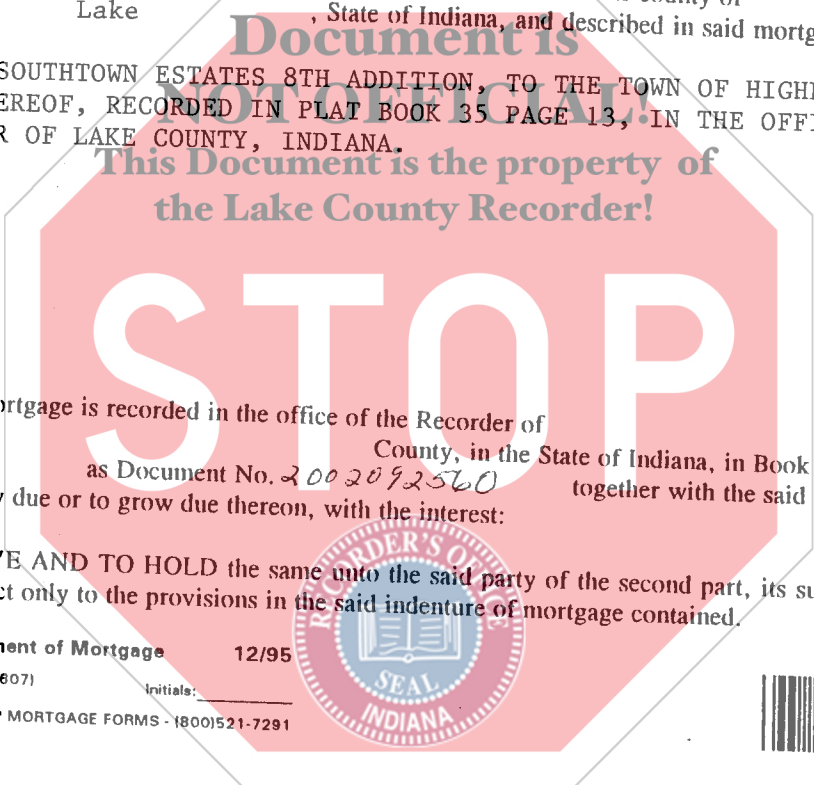 Lake , State of Indiana, and described in said mortg
Document is
SOUTHTOWN ESTATES 8TH ADDITION, TO THE TOWN OF HIGHI
EREOF, RECORDED IN PLAT BOOK 35 PAGE 13, IN THE OFFI
NOT OFFICIAL!
R OF LAKE COUNTY, INDIANA.
This Document is the property of
the Lake County Recorder!
STOP
ortgage is recorded in the office of the Recorder of
County, in the State of Indiana, in Book
as Document No. 2002092560 together with the said
y due or to grow due thereon, with the interest:
VE AND TO HOLD the same unto the said party of the second part, its su
ct only to the provisions in the said indenture of mortgage contained.
RECORDER'S OFFICE
SEAL
INDIANA
ment of Mortgage 12/95
607)
Initials:
MORTGAGE FORMS - (800)521-7291